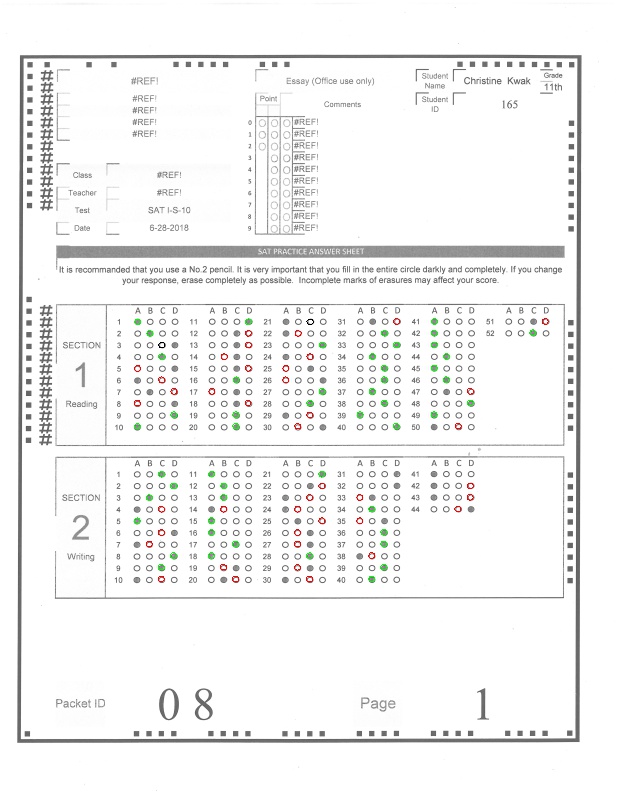 #REF!
#REF!
#REF!
#REF!
#REF!
Class #REF!
Teacher #REF!
Test SAT I-S-10
Date 6-28-2018
Essay (Office use only)
Point Comments
0 #REF!
1 #REF!
2 #REF!
3 #REF!
4 #REF!
5 #REF!
6 #REF!
7 #REF!
8 #REF!
9 #REF!
Student Name Christine Kwak Grade 11th
Student ID 165
SAT PRACTICE ANSWER SHEET
It is recommanded that you use a No.2 pencil. It is very important that you fill in the entire circle darkly and completely. If you change
your response, erase completely as possible. Incomplete marks of erasures may affect your score.
# # # # # # # # # # # #
# # # # # # # # # # # #
SECTION
1
Reading
A B C D A B C D A B C D A B C D A B C D A B C D
1 11 21 31 41 51
2 12 22 32 42 52
3 13 23 33 43
4 14 24 34 44
5 15 25 35 45
6 16 26 36 46
7 17 27 37 47
8 18 28 38 48
9 19 29 39 49
10 20 30 40 50
SECTION
2
Writing
A B C D A B C D A B C D A B C D A B C D
1 11 21 31 41
2 12 22 32 42
3 13 23 33 43
4 14 24 34 44
5 15 25 35
6 16 26 36
7 17 27 37
8 18 28 38
9 19 29 39
10 20 30 40
Packet ID 08 Page 1